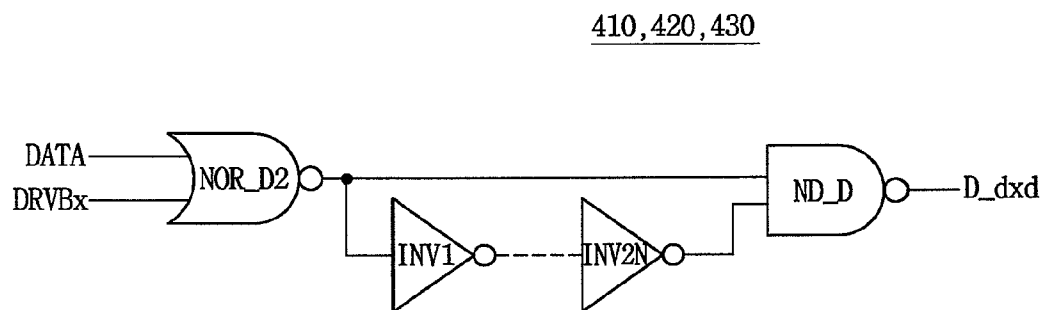 410,420,430
DATA
DRVBx
NOR_D2
INV1
INV2N
ND_D
D_dxd